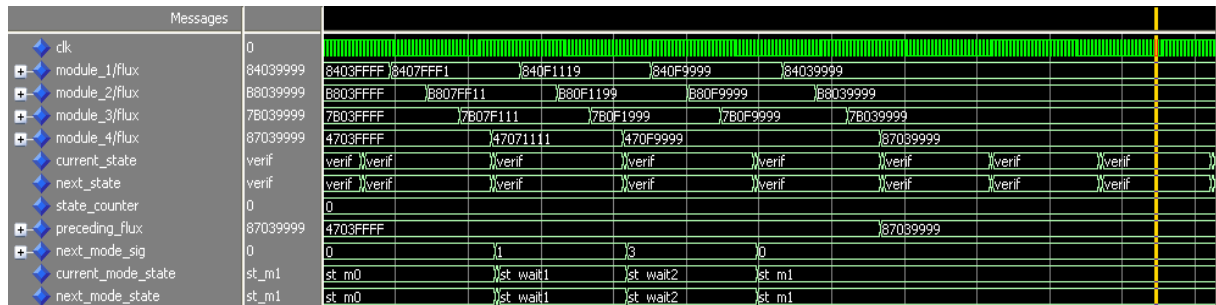 Messages
clk 0
module_1/flux 84039999 8403FFFF 8407FFF1 840F1119 840F9999 84039999
module_2/flux B8039999 B803FFFF B807FF11 B80F1199 B80F9999 B8039999
module_3/flux 7B039999 7B03FFFF 7B07F111 7B0F1999 7B0F9999 7B039999
module_4/flux 87039999 4703FFFF 47071111 470F9999 87039999
current_state verif verif verif verif verif verif verif verif verif
next_state verif verif verif verif verif verif verif verif verif
state_counter 0 0
preceding_flux 87039999 4703FFFF 87039999
next_mode_sig 0 0 1 3 0
current_mode_state st_m1 st_m0 st_wait1 st_wait2 st_m1
next_mode_state st_m1 st_m0 st_wait1 st_wait2 st_m1